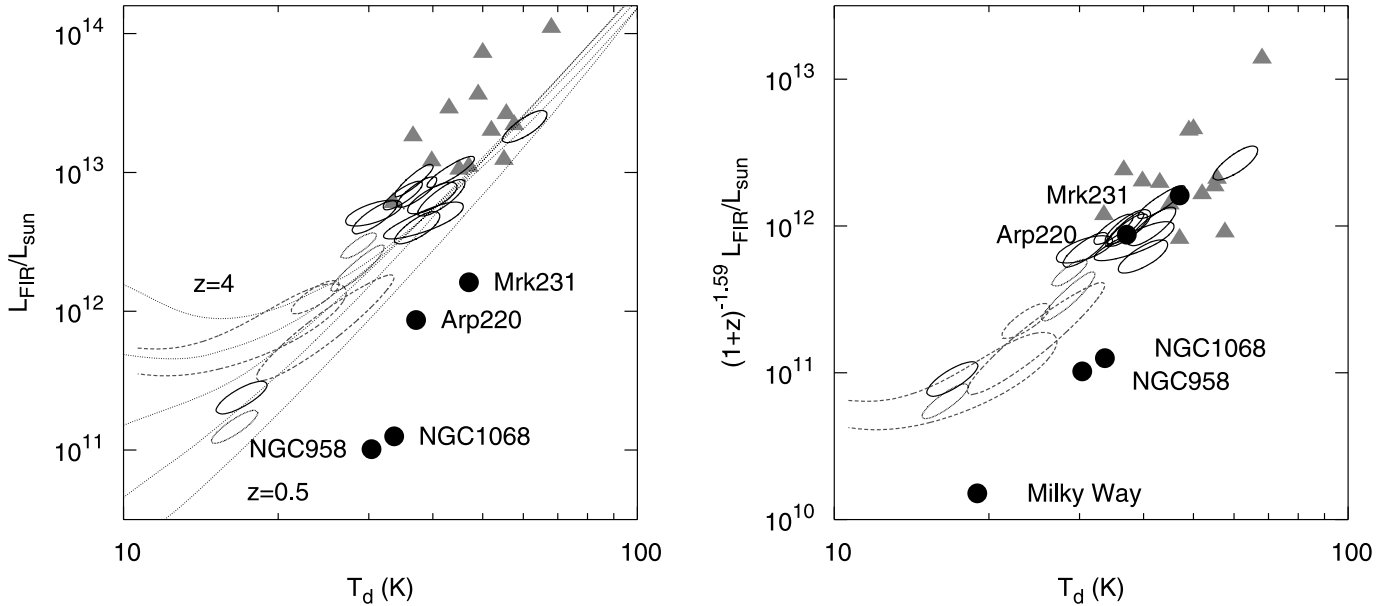 10^14
10^13
10^12
10^11
L_FIR/L_sun
z=4
z=0.5
Mrk231
Arp220
NGC958
NGC1068
10
100
T_d (K)
10^13
10^12
10^11
10^10
(1+z)^-1.59 L_FIR/L_sun
Mrk231
Arp220
NGC1068
NGC958
Milky Way
10
100
T_d (K)